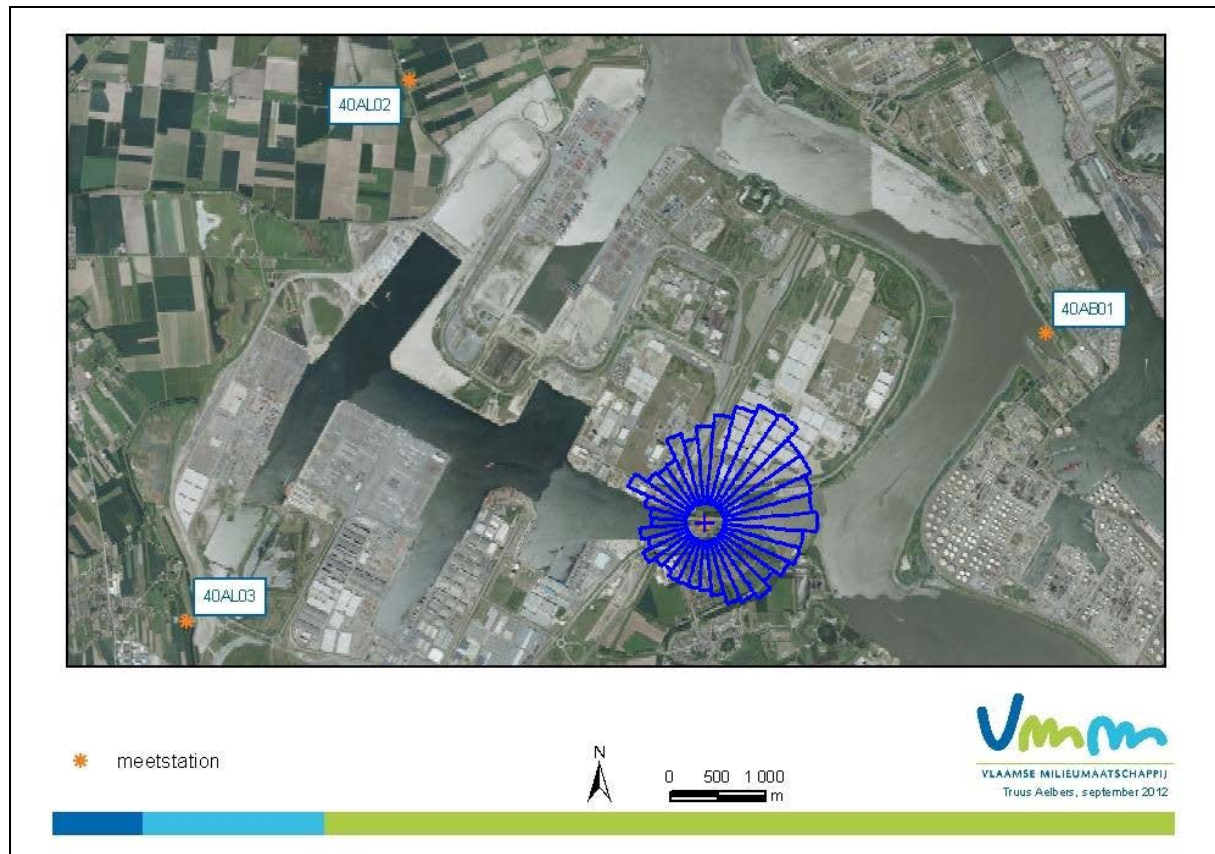 40AL02
40AB01
40AL03
meetstation
N
0 500 1 000
m
Vmm
VLAAMSE MILIEUMAATSCHAPPIJ
Truus Aelbers, september 2012